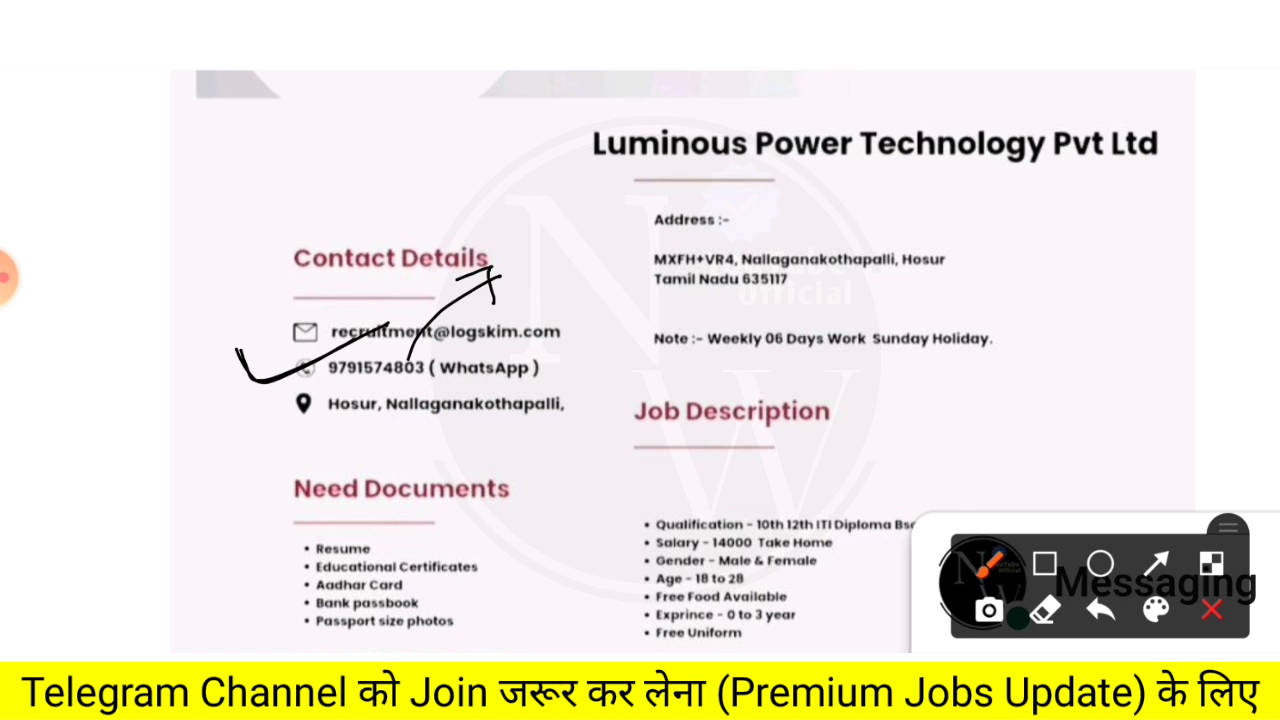 Luminous Power Technology Pvt Ltd
Address :-
MXFH+VR4, Nallaganakothapalli, Hosur
Tamil Nadu 635117
Note :- Weekly 06 Days Work Sunday Holiday.
Contact Details
recruitment@logskim.com
9791574803 ( WhatsApp )
Hosur, Nallaganakothapalli,
Need Documents
• Resume
• Educational Certificates
• Aadhar Card
• Bank passbook
• Passport size photos
Job Description
• Qualification - 10th 12th ITI Diploma
• Salary - 14000 Take Home
• Gender - Male & Female
• Age - 18 to 28
• Free Food Available
• Exprince - 0 to 3 year
• Free Uniform
NW
Official
Messaging
Telegram Channel को Join जरूर कर लेना (Premium Jobs Update) के लिए